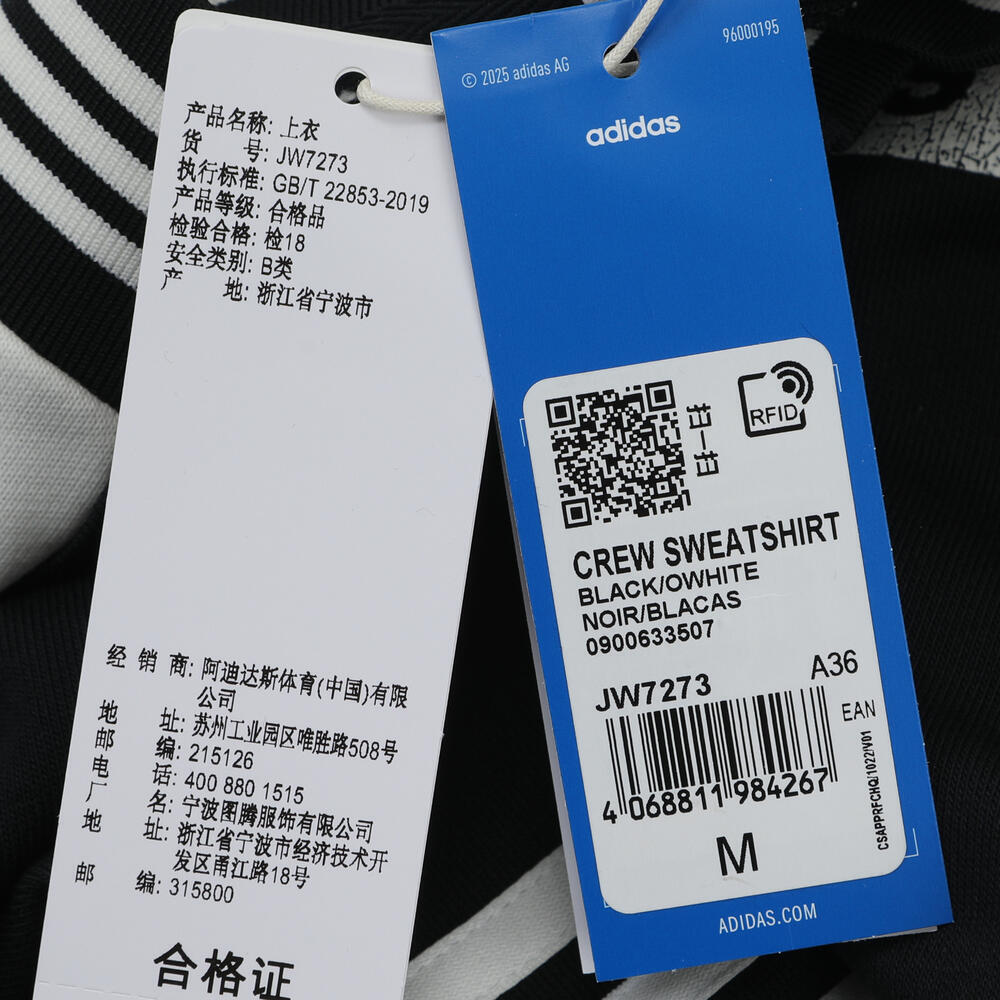 产品名称: 上衣
货 号: JW7273
执行标准: GB/T 22853-2019
产品等级: 合格品
检验合格: 检18
安全类别: B类
产 地: 浙江省宁波市
经 销 商: 阿迪达斯体育(中国)有限
公司
地 址: 苏州工业园区唯胜路508号
邮 编: 215126
电 话: 400 880 1515
厂 名: 宁波图腾服饰有限公司
地 址: 浙江省宁波市经济技术开
发区甬江路18号
邮 编: 315800
合格证
© 2025 adidas AG
96000195
adidas
扫一扫
RFID
CREW SWEATSHIRT
BLACK/OWHITE
NOIR/BLACAS
0900633507
JW7273
A36
EAN
4 068811 984267
CSAPPRFCHQ/1022/V01
M
ADIDAS.COM